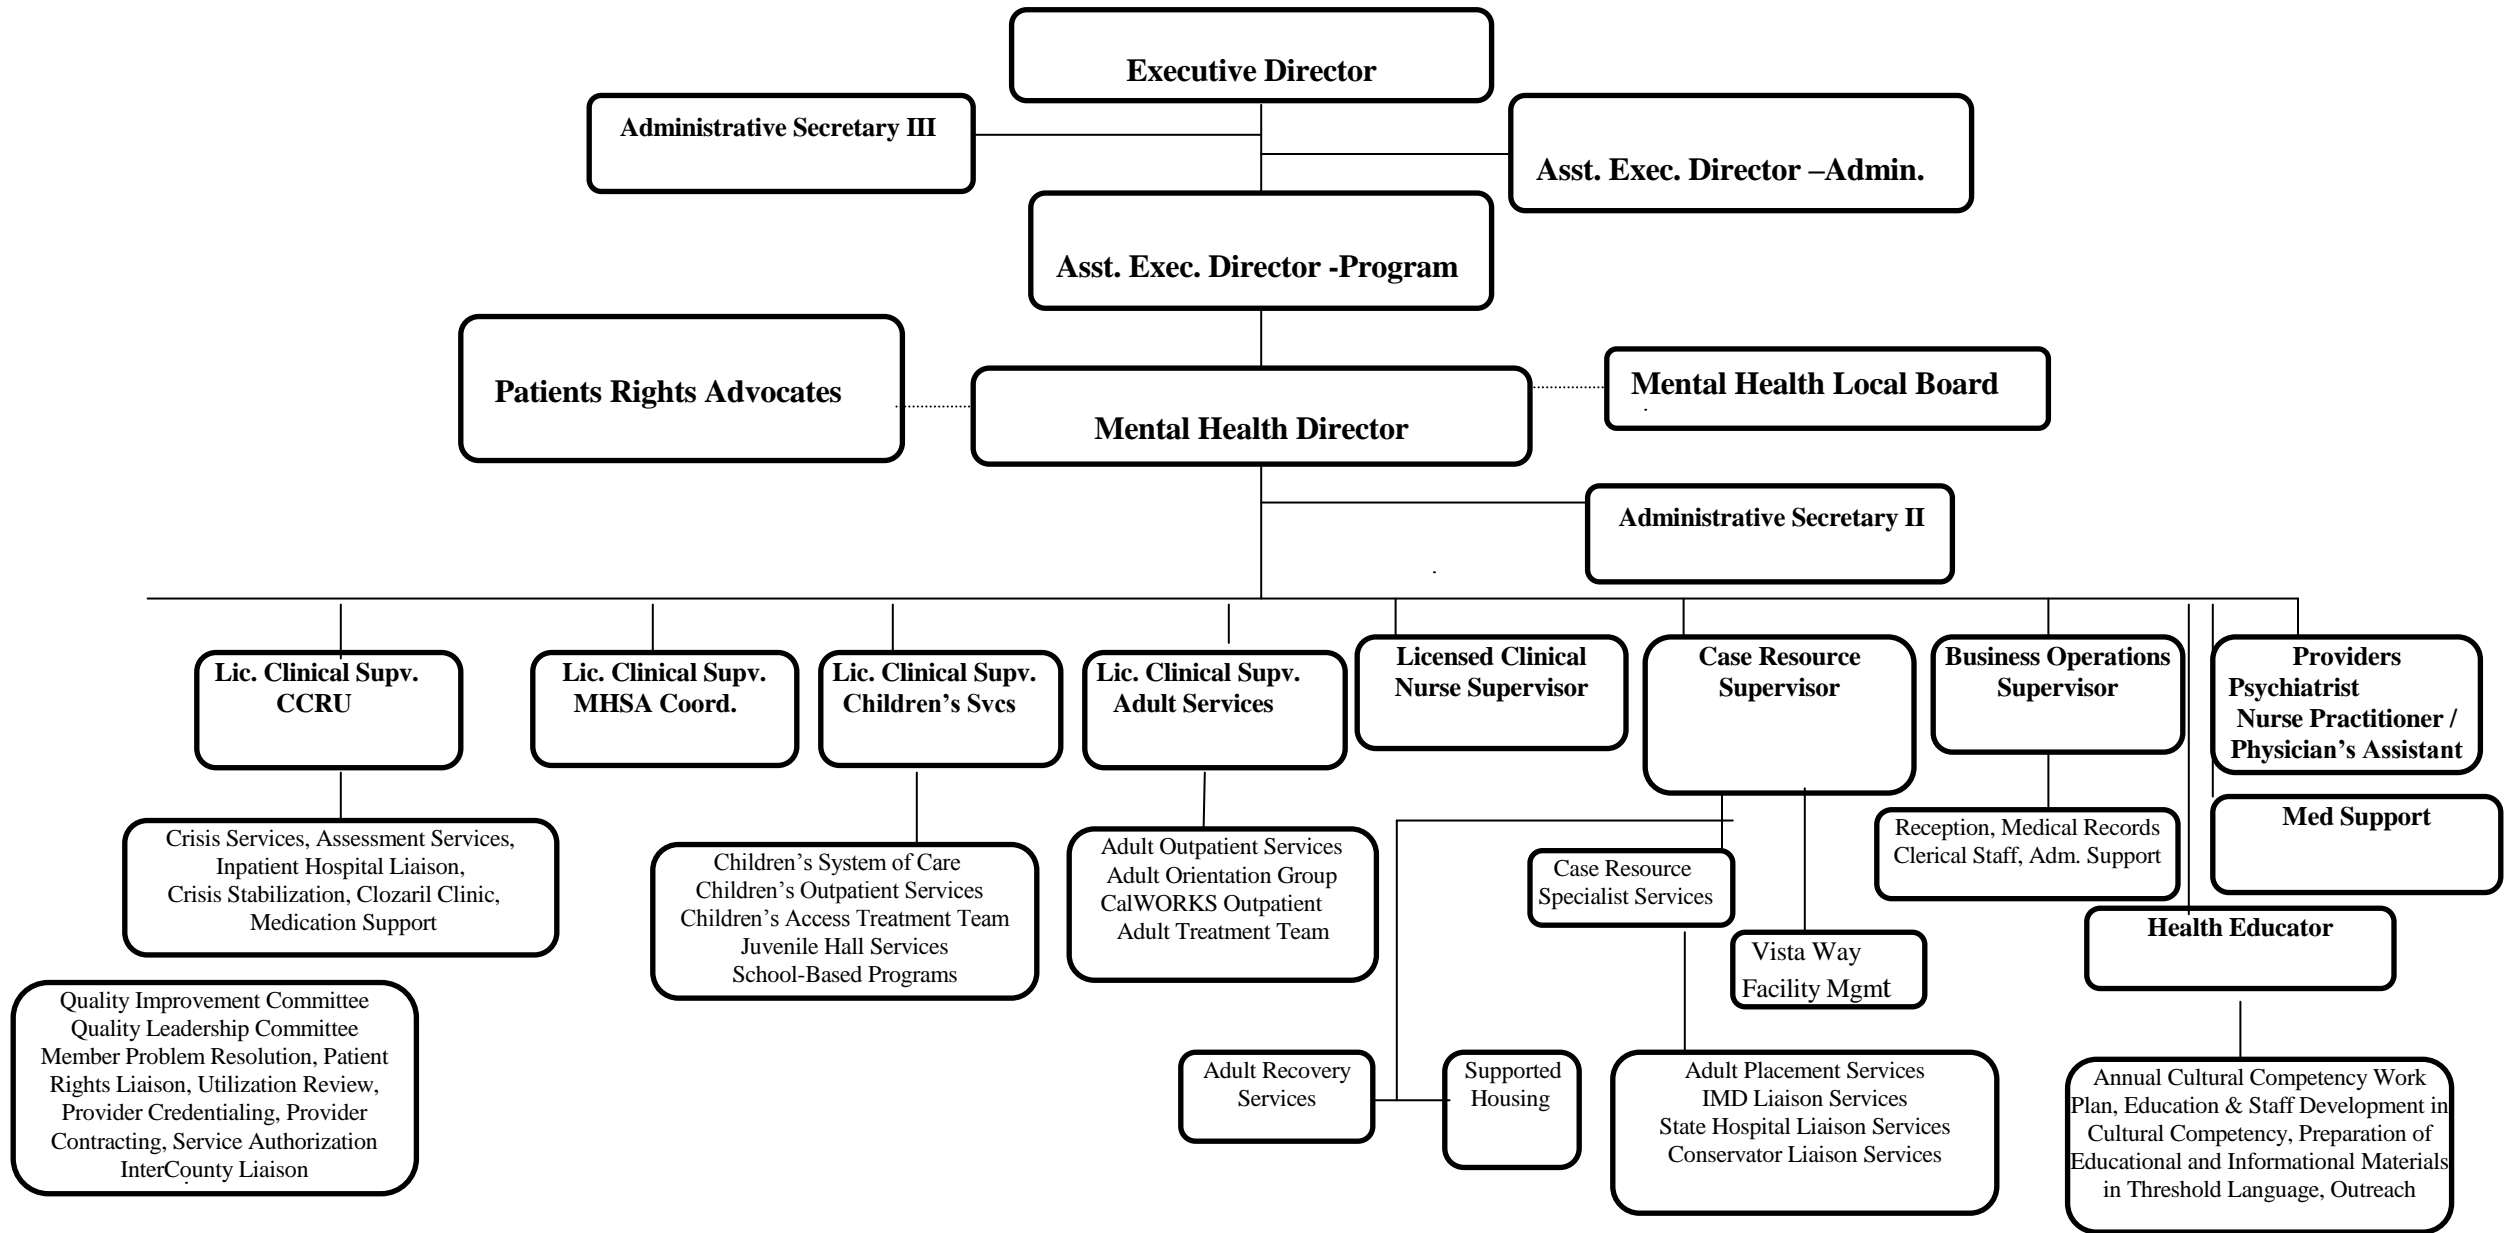 Executive Director
Administrative Secretary III
Asst. Exec. Director –Admin.
Asst. Exec. Director -Program
Patients Rights Advocates
Mental Health Local Board
Mental Health Director
Administrative Secretary II
Lic. Clinical Supv.
CCRU
Lic. Clinical Supv.
MHSA Coord.
Lic. Clinical Supv.
Children’s Svcs
Lic. Clinical Supv.
Adult Services
Licensed Clinical
Nurse Supervisor
Case Resource
Supervisor
Business Operations
Supervisor
Providers
Psychiatrist
Nurse Practitioner /
Physician’s Assistant
Crisis Services, Assessment Services,
Inpatient Hospital Liaison,
Crisis Stabilization, Clozaril Clinic,
Medication Support
Children’s System of Care
Children’s Outpatient Services
Children’s Access Treatment Team
Juvenile Hall Services
School-Based Programs
Adult Outpatient Services
Adult Orientation Group
CalWORKS Outpatient
Adult Treatment Team
Case Resource
Specialist Services
Reception, Medical Records
Clerical Staff, Adm. Support
Med Support
Health Educator
Vista Way
Facility Mgmt
Quality Improvement Committee
Quality Leadership Committee
Member Problem Resolution, Patient
Rights Liaison, Utilization Review,
Provider Credentialing, Provider
Contracting, Service Authorization
InterCounty Liaison
Adult Recovery
Services
Supported
Housing
Adult Placement Services
IMD Liaison Services
State Hospital Liaison Services
Conservator Liaison Services
Annual Cultural Competency Work
Plan, Education & Staff Development in
Cultural Competency, Preparation of
Educational and Informational Materials
in Threshold Language, Outreach